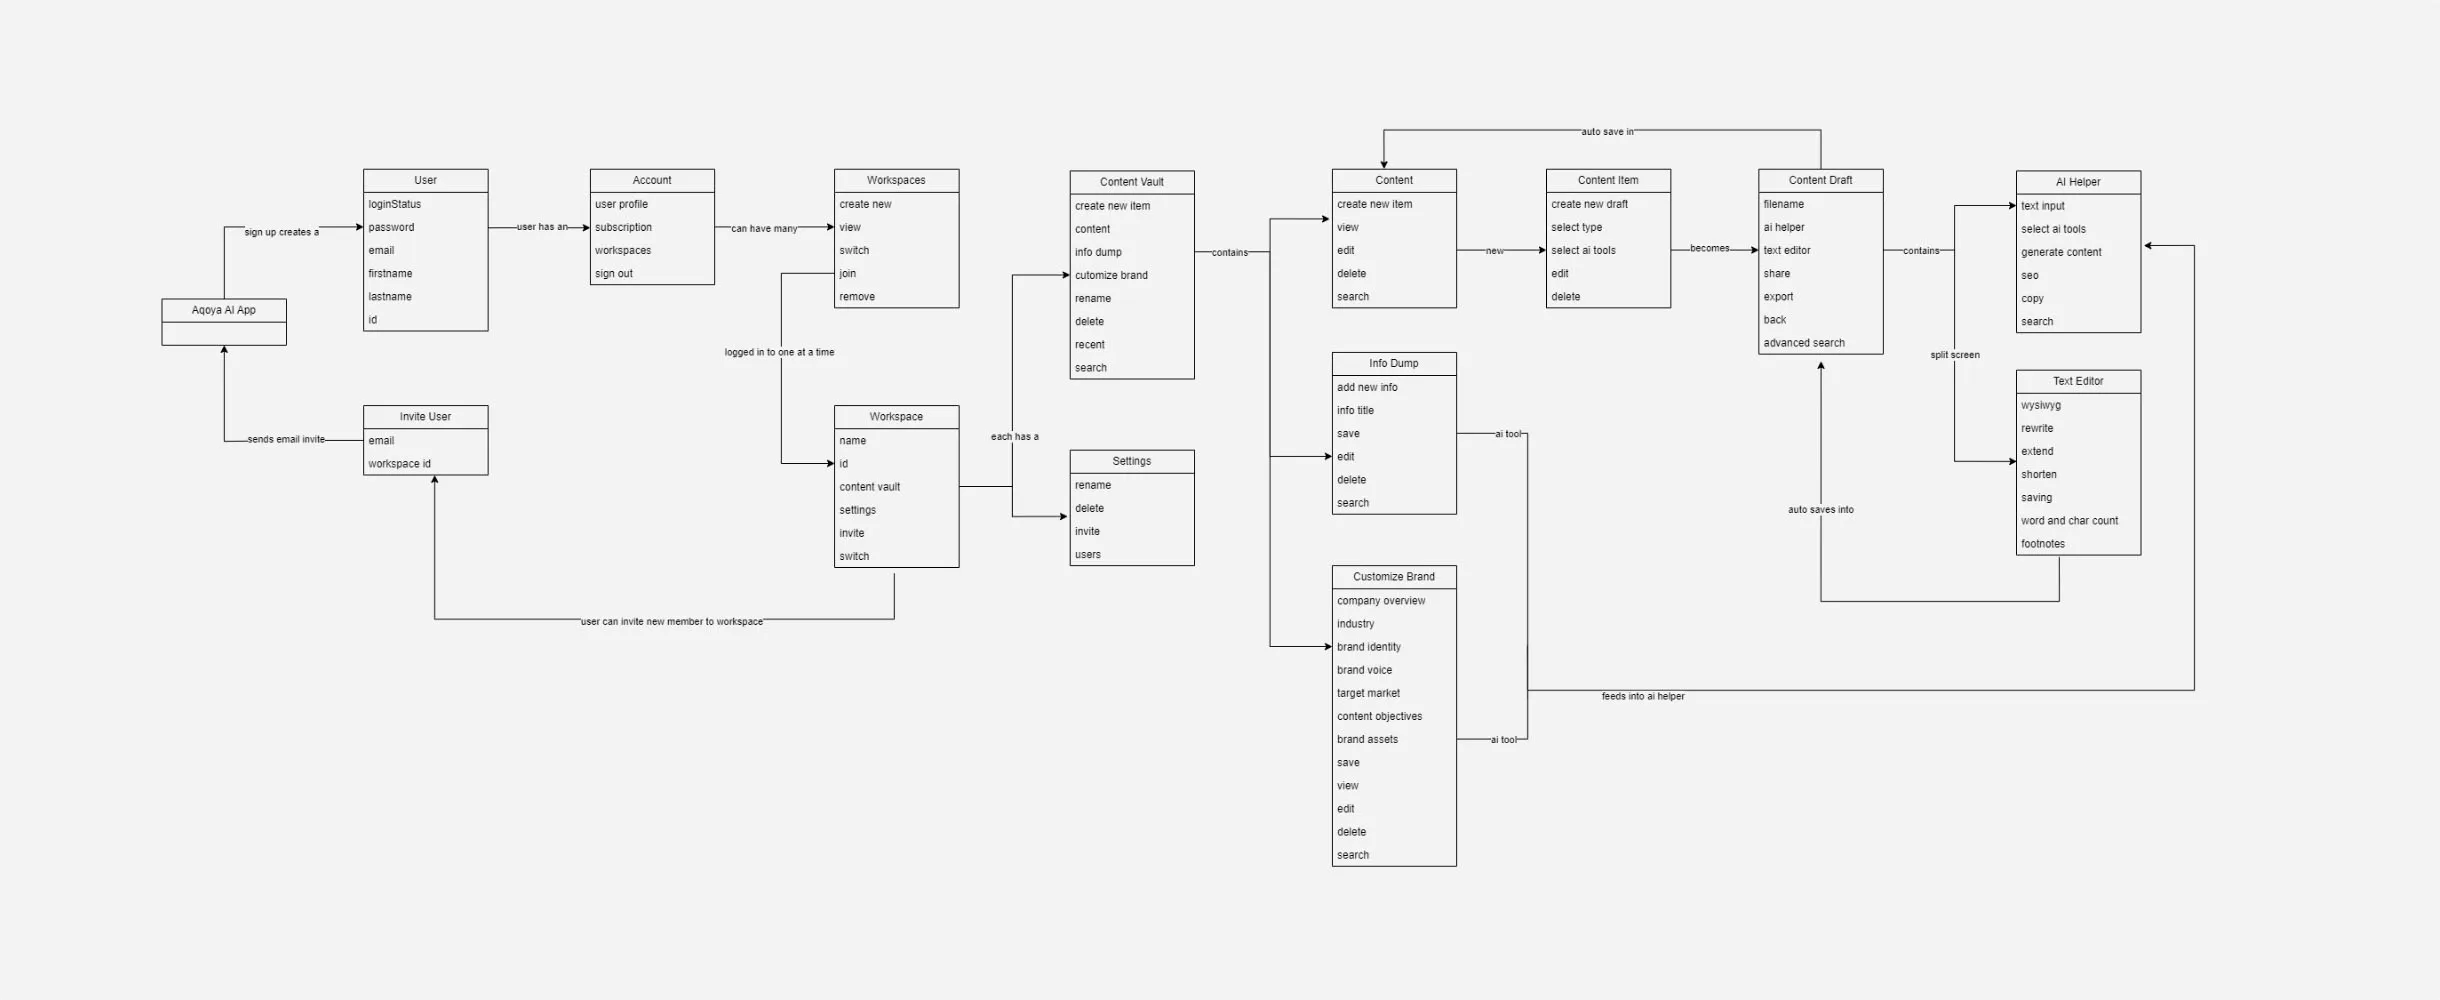 auto save in
User
loginStatus
password
email
firstname
lastname
id
Account
user profile
subscription
workspaces
sign out
Workspaces
create new
view
switch
join
remove
Content Vault
create new item
content
info dump
cutomize brand
rename
delete
recent
search
Content
create new item
view
edit
delete
search
Content Item
create new draft
select type
select ai tools
edit
delete
Content Draft
filename
ai helper
text editor
share
export
back
advanced search
AI Helper
text input
select ai tools
generate content
seo
copy
search
sign up creates a
user has an
can have many
contains
new
becomes
contains
Aqoya AI App
logged in to one at a time
split screen
Info Dump
add new info
info title
save
edit
delete
search
Text Editor
wysiwyg
rewrite
extend
shorten
saving
word and char count
footnotes
Invite User
email
workspace id
sends email invite
Workspace
name
id
content vault
settings
invite
switch
each has a
ai tool
Settings
rename
delete
invite
users
auto saves into
Customize Brand
company overview
industry
brand identity
brand voice
target market
content objectives
brand assets
save
view
edit
delete
search
user can invite new member to workspace
feeds into ai helper
ai tool